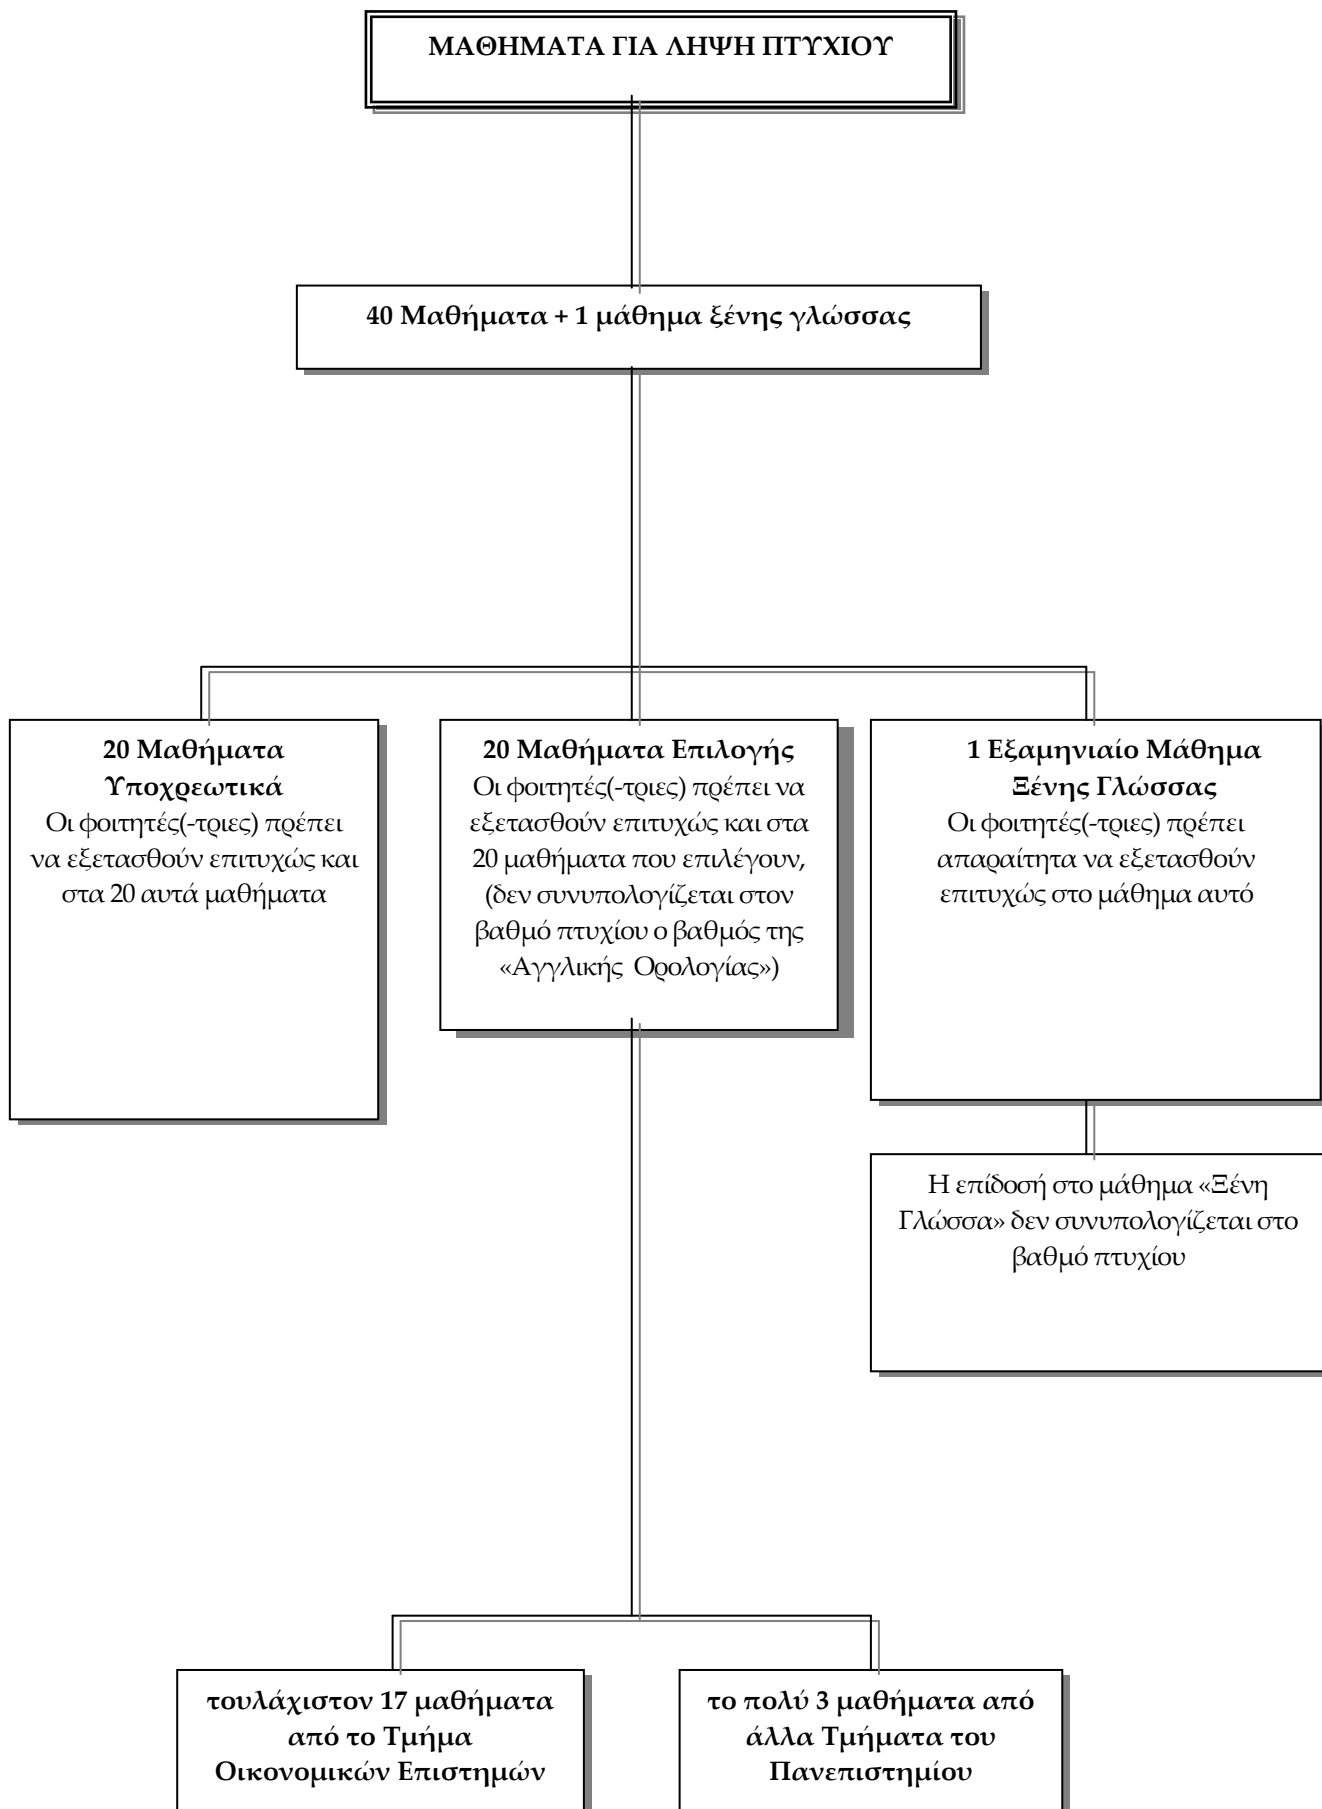 ΜΑΘΗΜΑΤΑ ΓΙΑ ΛΗΨΗ ΠΤΥΧΙΟΥ
40 Μαθήματα + 1 μάθημα ξένης γλώσσας
20 Μαθήματα
Υποχρεωτικά
Οι φοιτητές(-τριες) πρέπει
να εξετασθούν επιτυχώς και
στα 20 αυτά μαθήματα
20 Μαθήματα Επιλογής
Οι φοιτητές(-τριες) πρέπει να
εξετασθούν επιτυχώς και στα
20 μαθήματα που επιλέγουν,
(δεν συνυπολογίζεται στον
βαθμό πτυχίου ο βαθμός της
«Αγγλικής Ορολογίας»)
1 Εξαμηνιαίο Μάθημα
Ξένης Γλώσσας
Οι φοιτητές(-τριες) πρέπει
απαραίτητα να εξετασθούν
επιτυχώς στο μάθημα αυτό
Η επίδοσή στο μάθημα «Ξένη
Γλώσσα» δεν συνυπολογίζεται στο
βαθμό πτυχίου
τουλάχιστον 17 μαθήματα
από το Τμήμα
Οικονομικών Επιστημών
το πολύ 3 μαθήματα από
άλλα Τμήματα του
Πανεπιστημίου